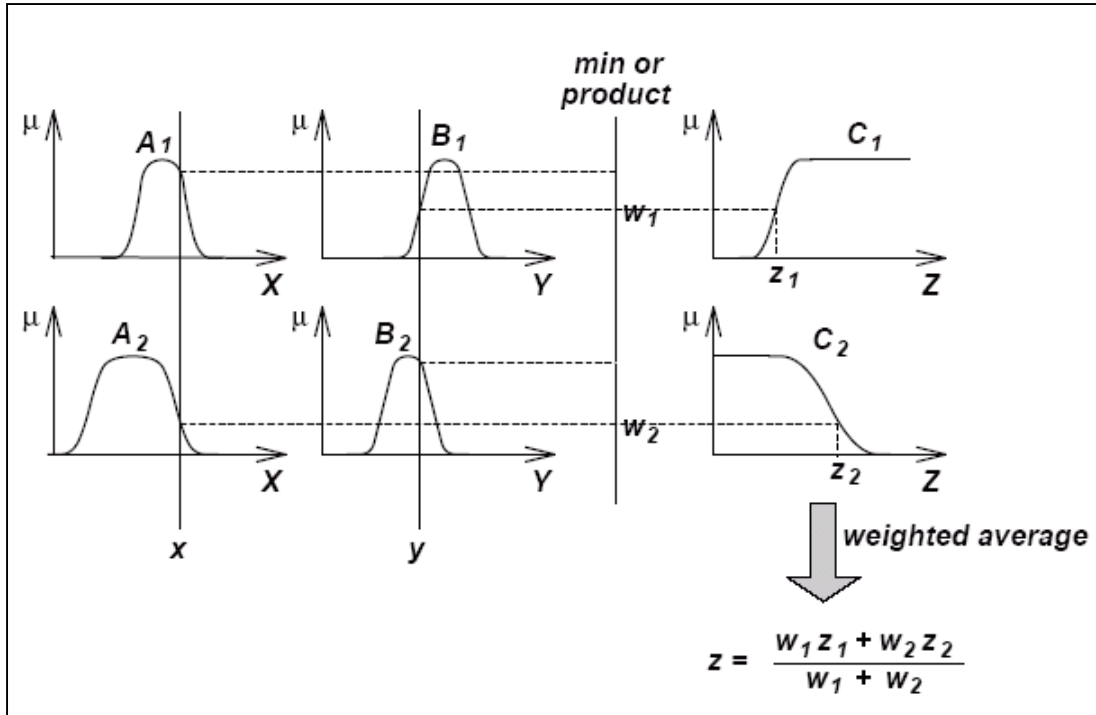 min or
product
μ A₁ μ B₁ μ C₁
w₁
X Y z₁ Z
μ A₂ μ B₂ μ C₂
w₂
X Y z₂ Z
x y
weighted average
z = (w₁ z₁ + w₂ z₂) / (w₁ + w₂)